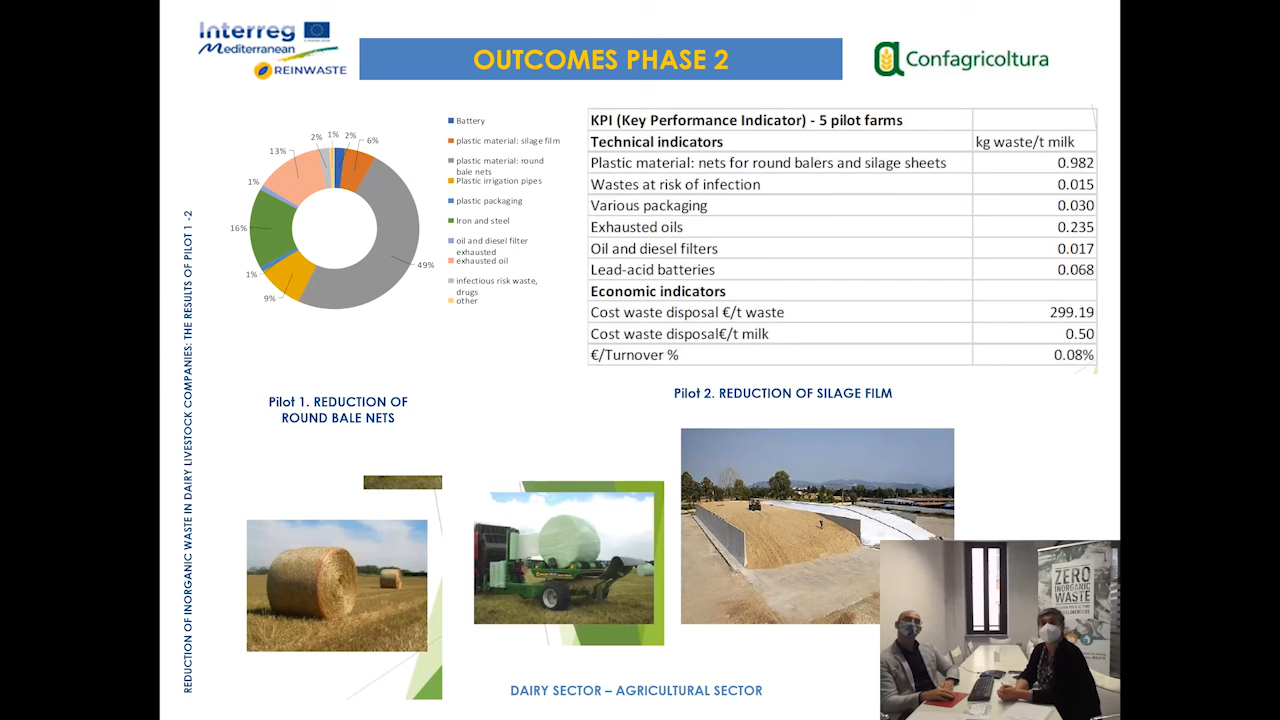 Interreg
Mediterranean
REINWASTE
OUTCOMES PHASE 2
Confagricoltura
REDUCTION OF INORGANIC WASTE IN DAIRY LIVESTOCK COMPANIES: THE RESULTS OF PILOT 1 -2
2%
1%
2%
6%
13%
1%
16%
1%
9%
49%
Battery
plastic material: silage film
plastic material: round
bale nets
Plastic irrigation pipes
plastic packaging
Iron and steel
oil and diesel filter
exhausted
exhausted oil
infectious risk waste,
drugs
other
KPI (Key Performance Indicator) - 5 pilot farms
Technical indicators kg waste/t milk
Plastic material: nets for round balers and silage sheets 0.982
Wastes at risk of infection 0.015
Various packaging 0.030
Exhausted oils 0.235
Oil and diesel filters 0.017
Lead-acid batteries 0.068
Economic indicators
Cost waste disposal €/t waste 299.19
Cost waste disposal€/t milk 0.50
€/Turnover % 0.08%
Pilot 1. REDUCTION OF
ROUND BALE NETS
Pilot 2. REDUCTION OF SILAGE FILM
ZERO
INORGANIC
WASTE
DAIRY SECTOR – AGRICULTURAL SECTOR